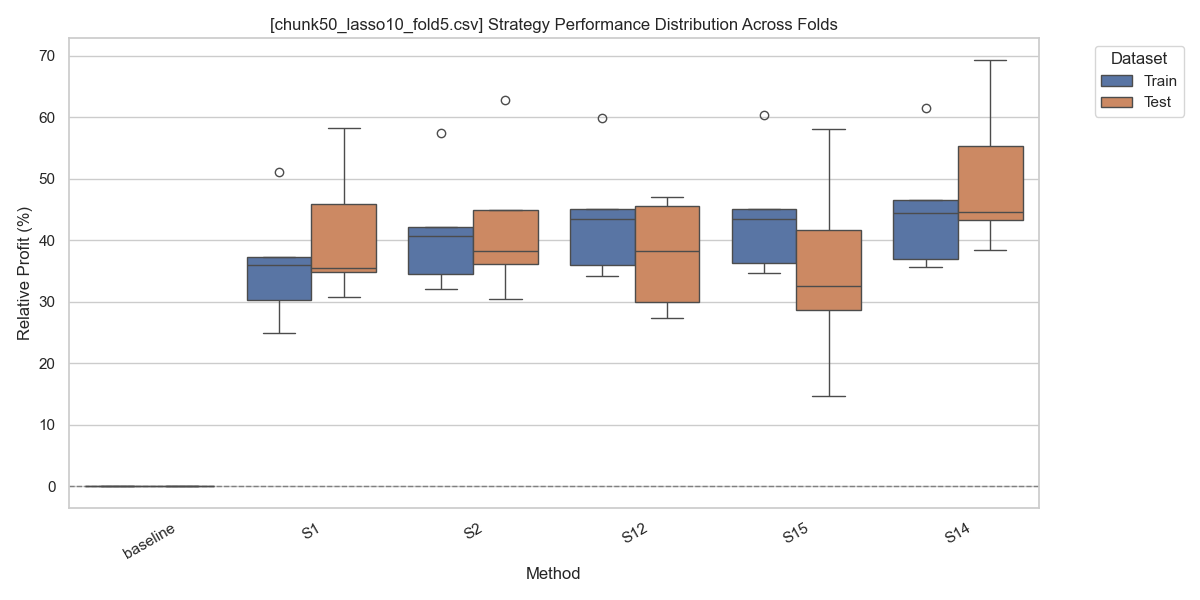 [chunk50_lasso10_fold5.csv] Strategy Performance Distribution Across Folds
Dataset
Train
Test
Relative Profit (%)
70
60
50
40
30
20
10
0
baseline
S1
S2
S12
S15
S14
Method